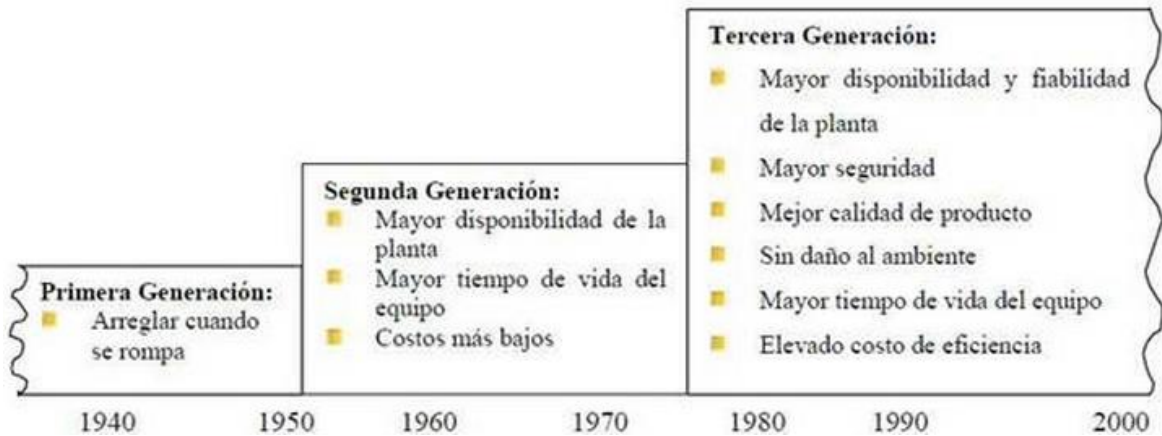 Primera Generación:
Arreglar cuando
se rompa
Segunda Generación:
Mayor disponibilidad de la
planta
Mayor tiempo de vida del
equipo
Costos más bajos
Tercera Generación:
Mayor disponibilidad y fiabilidad
de la planta
Mayor seguridad
Mejor calidad de producto
Sin daño al ambiente
Mayor tiempo de vida del equipo
Elevado costo de eficiencia
1940 1950 1960 1970 1980 1990 2000